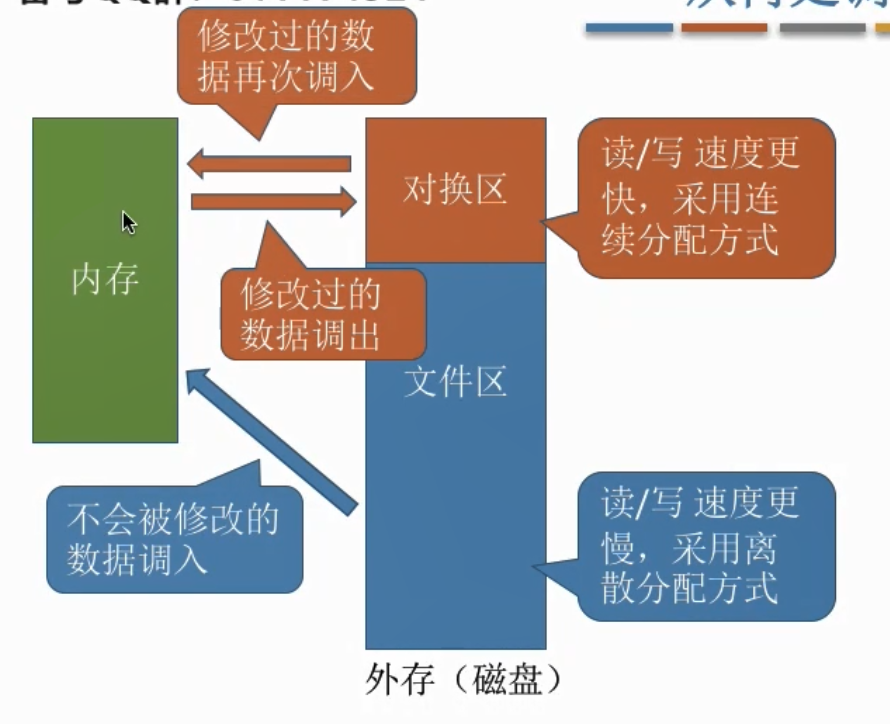 修改过的数
据再次调入
读/写 速度更
快，采用连
续分配方式
对换区
内存
修改过的
数据调出
文件区
不会被修改的
数据调入
读/写 速度更
慢，采用离
散分配方式
外存（磁盘）